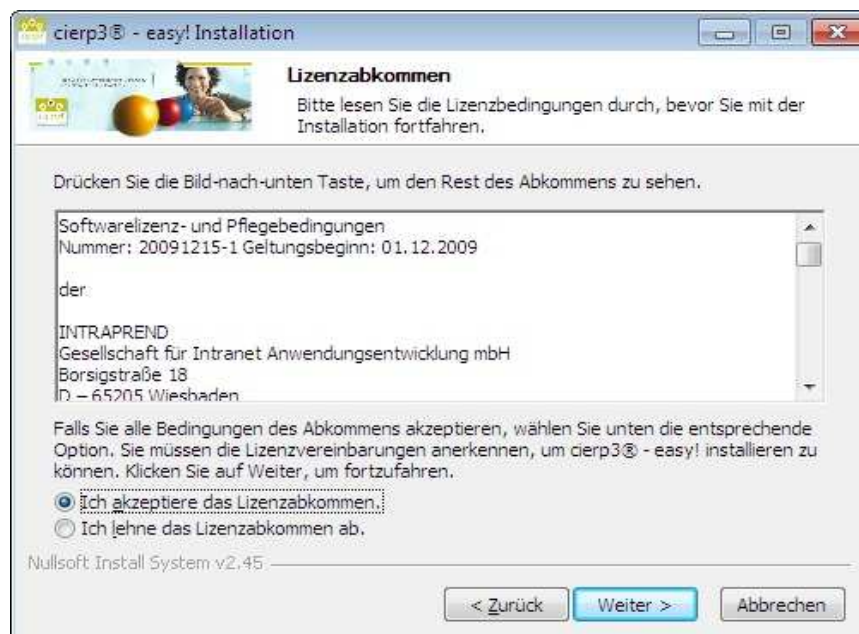 cierp3® - easy! Installation
Lizenzabkommen
Bitte lesen Sie die Lizenzbedingungen durch, bevor Sie mit der
Installation fortfahren.
Drücken Sie die Bild-nach-unten Taste, um den Rest des Abkommens zu sehen.
Softwarelizenz- und Pflegebedingungen
Nummer: 20091215-1 Geltungsbeginn: 01.12.2009
der
INTRAPREND
Gesellschaft für Intranet Anwendungsentwicklung mbH
Borsigstraße 18
D – 65205 Wiesbaden
Falls Sie alle Bedingungen des Abkommens akzeptieren, wählen Sie unten die entsprechende
Option. Sie müssen die Lizenzvereinbarungen anerkennen, um cierp3® - easy! installieren zu
können. Klicken Sie auf Weiter, um fortzufahren.
Ich akzeptiere das Lizenzabkommen.
Ich lehne das Lizenzabkommen ab.
Nullsoft Install System v2.45
< Zurück Weiter > Abbrechen